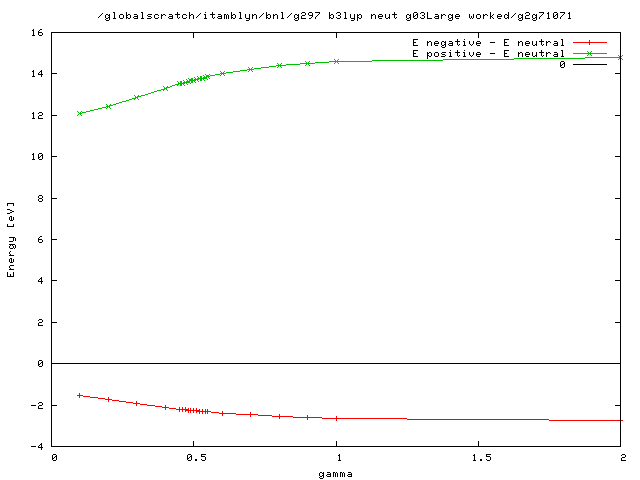 /globalscratch/itamblyn/bnl/g297 b3lyp neut g03Large worked/g2g71071
E negative - E neutral
E positive - E neutral
0
16
14
12
10
8
6
4
2
0
-2
-4
Energy [eV]
0 0.5 1 1.5 2
gamma